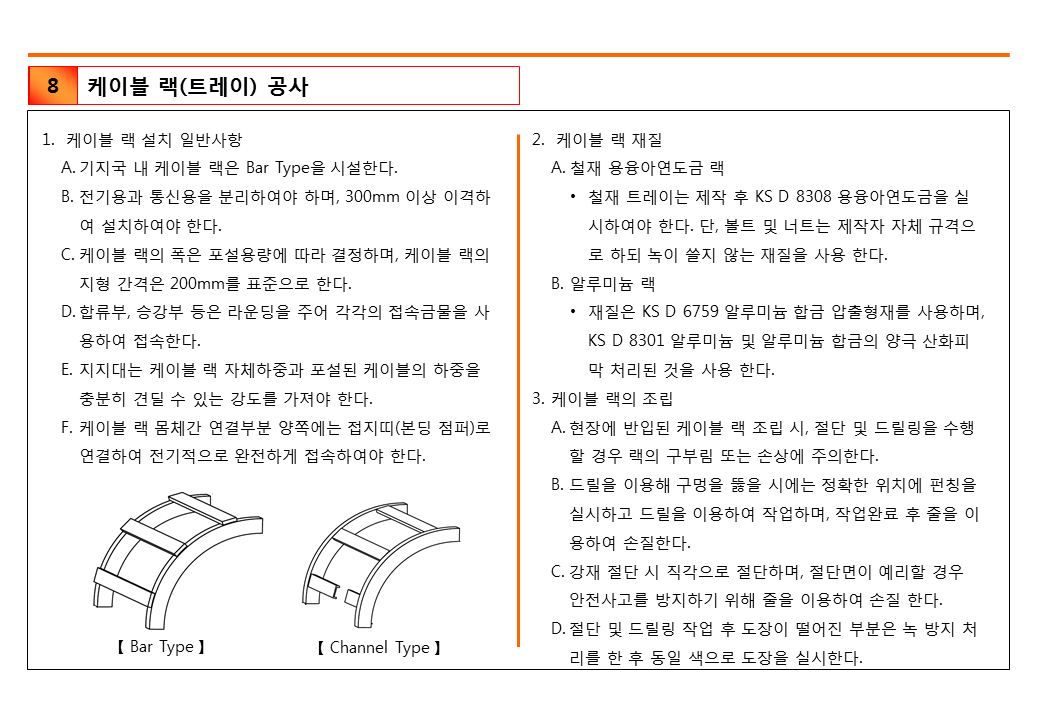 8 케이블 랙(트레이) 공사
1. 케이블 랙 설치 일반사항
A. 기지국 내 케이블 랙은 Bar Type을 시설한다.
B. 전기용과 통신용을 분리하여야 하며, 300mm 이상 이격하
여 설치하여야 한다.
C. 케이블 랙의 폭은 포설용량에 따라 결정하며, 케이블 랙의
지형 간격은 200mm를 표준으로 한다.
D. 합류부, 승강부 등은 라운딩을 주어 각각의 접속금물을 사
용하여 접속한다.
E. 지지대는 케이블 랙 자체하중과 포설된 케이블의 하중을
충분히 견딜 수 있는 강도를 가져야 한다.
F. 케이블 랙 몸체간 연결부분 양쪽에는 접지띠(본딩 점퍼)로
연결하여 전기적으로 완전하게 접속하여야 한다.
【 Bar Type 】
【 Channel Type 】
2. 케이블 랙 재질
A. 철재 용융아연도금 랙
• 철재 트레이는 제작 후 KS D 8308 용융아연도금을 실
시하여야 한다. 단, 볼트 및 너트는 제작자 자체 규격으
로 하되 녹이 쓸지 않는 재질을 사용 한다.
B. 알루미늄 랙
• 재질은 KS D 6759 알루미늄 합금 압출형재를 사용하며,
KS D 8301 알루미늄 및 알루미늄 합금의 양극 산화피
막 처리된 것을 사용 한다.
3. 케이블 랙의 조립
A. 현장에 반입된 케이블 랙 조립 시, 절단 및 드릴링을 수행
할 경우 랙의 구부림 또는 손상에 주의한다.
B. 드릴을 이용해 구멍을 뚫을 시에는 정확한 위치에 펀칭을
실시하고 드릴을 이용하여 작업하며, 작업완료 후 줄을 이
용하여 손질한다.
C. 강재 절단 시 직각으로 절단하며, 절단면이 예리할 경우
안전사고를 방지하기 위해 줄을 이용하여 손질 한다.
D. 절단 및 드릴링 작업 후 도장이 떨어진 부분은 녹 방지 처
리를 한 후 동일 색으로 도장을 실시한다.